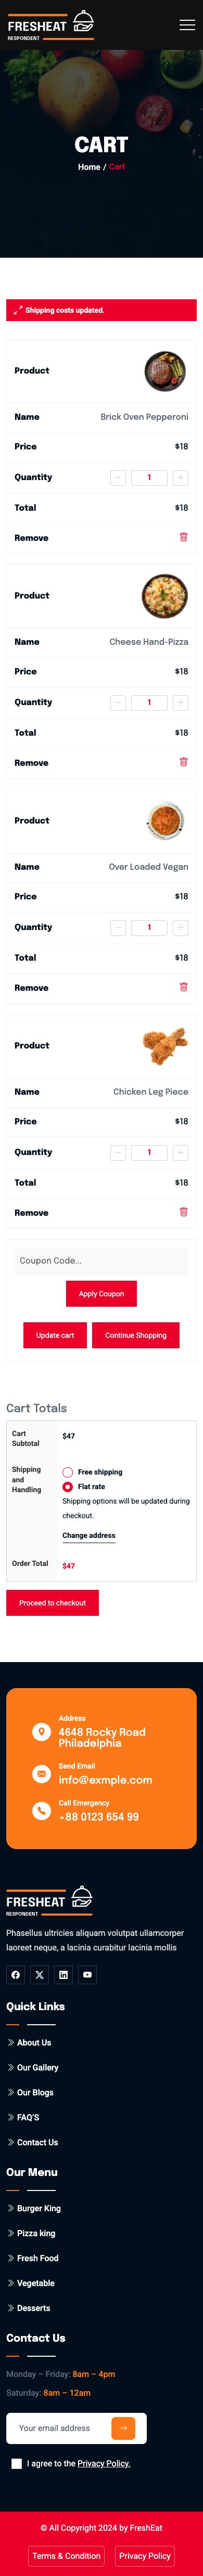 FRESHEAT
RESPONDENT
CART
Home / Cart
Shipping costs updated.
Product
Name Brick Oven Pepperoni
Price $18
Quantity 1
Total $18
Remove
Product
Name Cheese Hand-Pizza
Price $18
Quantity 1
Total $18
Remove
Product
Name Over Loaded Vegan
Price $18
Quantity 1
Total $18
Remove
Product
Name Chicken Leg Piece
Price $18
Quantity 1
Total $18
Remove
Coupon Code...
Apply Coupon
Update cart Continue Shopping
Cart Totals
Cart Subtotal $47
Shipping and Handling
Free shipping
Flat rate
Shipping options will be updated during
checkout.
Change address
Order Total $47
Proceed to checkout
Address
4648 Rocky Road
Philadelphia
Send Email
info@exmple.com
Call Emergency
+88 0123 654 99
FRESHEAT
RESPONDENT
Phasellus ultricies aliquam volutpat ullamcorper
laoreet neque, a lacinia curabitur lacinia mollis
Quick Links
About Us
Our Gallery
Our Blogs
FAQ'S
Contact Us
Our Menu
Burger King
Pizza king
Fresh Food
Vegetable
Desserts
Contact Us
Monday – Friday: 8am – 4pm
Saturday: 8am – 12am
Your email address
I agree to the Privacy Policy.
© All Copyright 2024 by FreshEat
Terms & Condition Privacy Policy